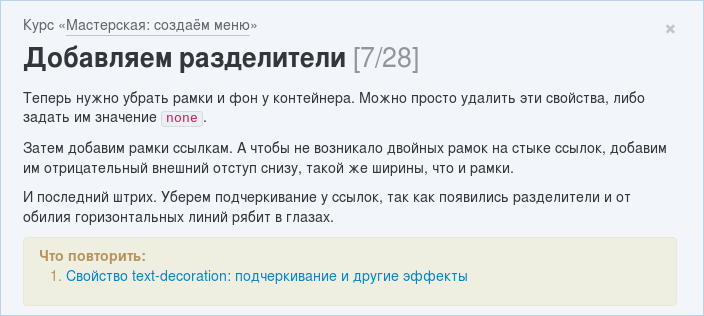 Курс «Мастерская: создаём меню»
Добавляем разделители [7/28]
Теперь нужно убрать рамки и фон у контейнера. Можно просто удалить эти свойства, либо
задать им значение none.
Затем добавим рамки ссылкам. А чтобы не возникало двойных рамок на стыке ссылок, добавим
им отрицательный внешний отступ снизу, такой же ширины, что и рамки.
И последний штрих. Уберем подчеркивание у ссылок, так как появились разделители и от
обилия горизонтальных линий рябит в глазах.
Что повторить:
1. Свойство text-decoration: подчеркивание и другие эффекты